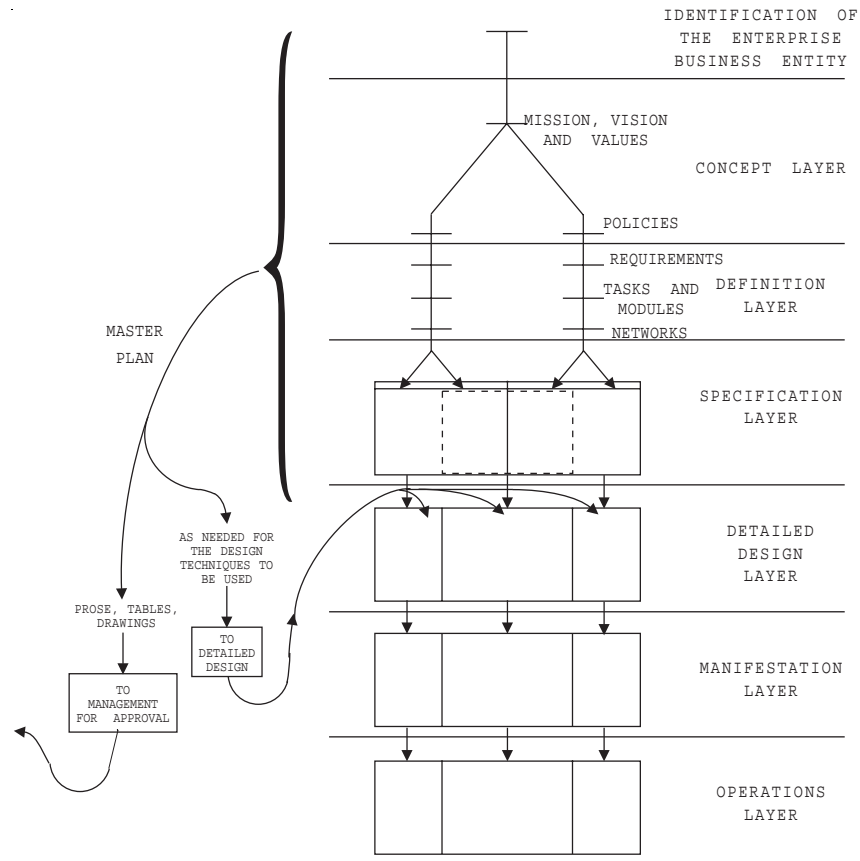 IDENTIFICATION OF
THE ENTERPRISE
BUSINESS ENTITY
MISSION, VISION
AND VALUES
CONCEPT LAYER
POLICIES
REQUIREMENTS
TASKS AND
MODULES
DEFINITION
LAYER
NETWORKS
MASTER
PLAN
SPECIFICATION
LAYER
AS NEEDED FOR
THE DESIGN
TECHNIQUES TO
BE USED
DETAILED
DESIGN
LAYER
PROSE, TABLES,
DRAWINGS
TO
DETAILED
DESIGN
TO
MANAGEMENT
FOR APPROVAL
MANIFESTATION
LAYER
OPERATIONS
LAYER